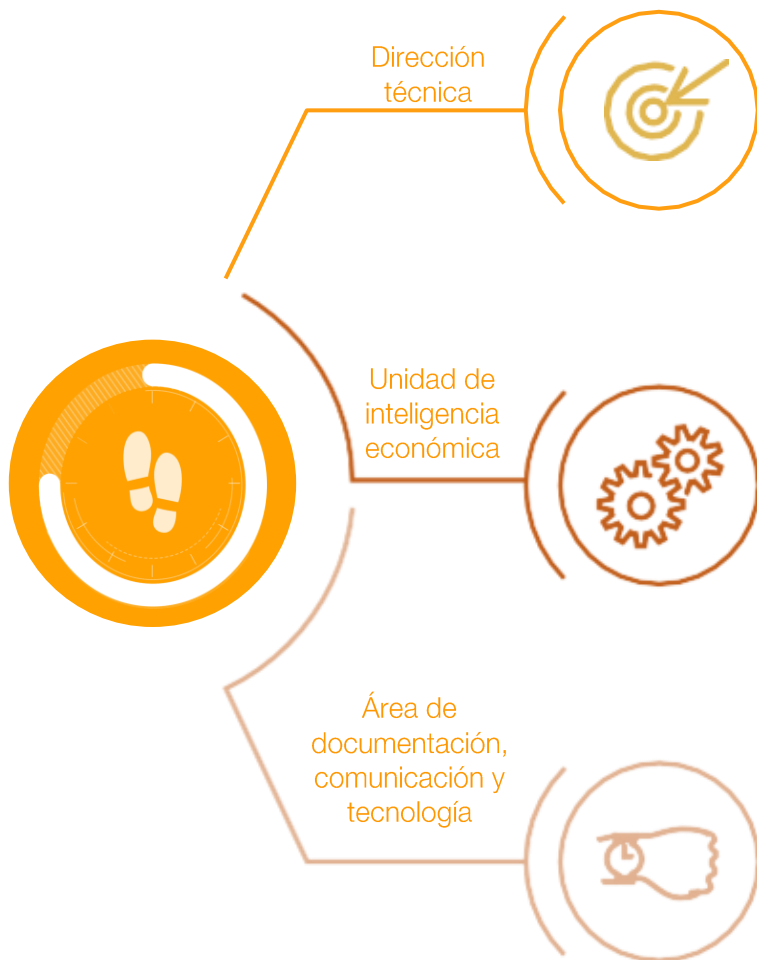 Dirección
técnica
Unidad de
inteligencia
económica
Área de
documentación,
comunicación y
tecnología